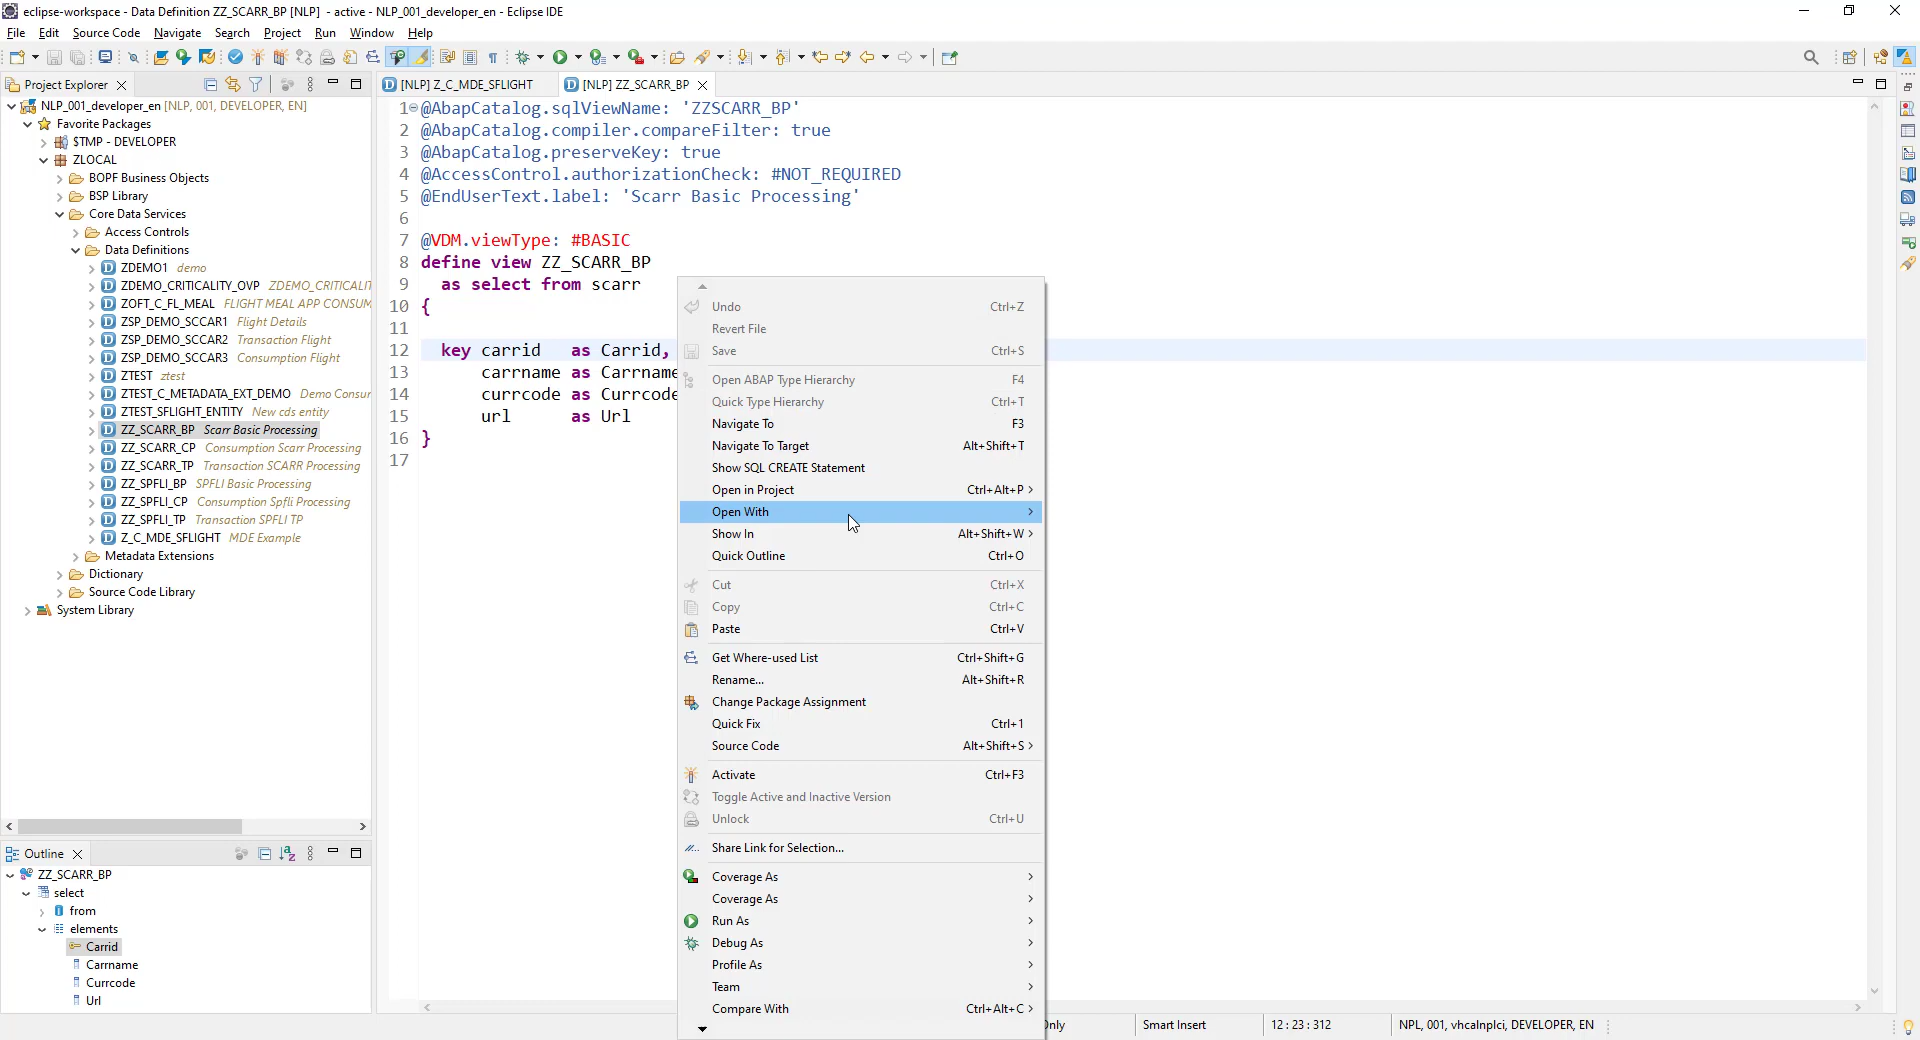 eclipse-workspace - Data Definition ZZ_SCARR_BP [NLP]  - active - NLP_001_developer_en - Eclipse IDE
File Edit Source Code Navigate Search Project Run Window Help
Project Explorer
[NLP] Z_C_MDE_SFLIGHT
[NLP] ZZ_SCARR_BP
NLP_001_developer_en [NLP, 001, DEVELOPER, EN]
Favorite Packages
$TMP - DEVELOPER
ZLOCAL
BOPF Business Objects
BSP Library
Core Data Services
Access Controls
Data Definitions
ZDEMO1 demo
ZDEMO_CRITICALITY_OVP ZDEMO_CRITICALIT
ZOFT_C_FL_MEAL FLIGHT MEAL APP CONSUM
ZSP_DEMO_SCCAR1 Flight Details
ZSP_DEMO_SCCAR2 Transaction Flight
ZSP_DEMO_SCCAR3 Consumption Flight
ZTEST ztest
ZTEST_C_METADATA_EXT_DEMO Demo Consur
ZTEST_SFLIGHT_ENTITY New cds entity
ZZ_SCARR_BP Scarr Basic Processing
ZZ_SCARR_CP Consumption Scarr Processing
ZZ_SCARR_TP Transaction SCARR Processing
ZZ_SPFLI_BP SPFLI Basic Processing
ZZ_SPFLI_CP Consumption Spfli Processing
ZZ_SPFLI_TP Transaction SPFLI TP
Z_C_MDE_SFLIGHT MDE Example
Metadata Extensions
Dictionary
Source Code Library
System Library
Outline
ZZ_SCARR_BP
select
from
elements
Carrid
Carrname
Currcode
Url
1 @AbapCatalog.sqlViewName: 'ZZSCARR_BP'
2 @AbapCatalog.compiler.compareFilter: true
3 @AbapCatalog.preserveKey: true
4 @AccessControl.authorizationCheck: #NOT_REQUIRED
5 @EndUserText.label: 'Scarr Basic Processing'
6
7 @VDM.viewType: #BASIC
8 define view ZZ_SCARR_BP
9 as select from scarr
10 {
11
12 key carrid as Carrid,
13 carrname as Carrname
14 currcode as Currcode
15 url as Url
16 }
17
Undo Ctrl+Z
Revert File
Save Ctrl+S
Open ABAP Type Hierarchy F4
Quick Type Hierarchy Ctrl+T
Navigate To F3
Navigate To Target Alt+Shift+T
Show SQL CREATE Statement
Open in Project Ctrl+Alt+P >
Open With >
Show In Alt+Shift+W >
Quick Outline Ctrl+O
Cut Ctrl+X
Copy Ctrl+C
Paste Ctrl+V
Get Where-used List Ctrl+Shift+G
Rename... Alt+Shift+R
Change Package Assignment
Quick Fix Ctrl+1
Source Code Alt+Shift+S >
Activate Ctrl+F3
Toggle Active and Inactive Version
Unlock Ctrl+U
Share Link for Selection...
Coverage As >
Coverage As >
Run As >
Debug As >
Profile As >
Team >
Compare With Ctrl+Alt+C >
Only
Smart Insert
12 : 23 : 312
NPL, 001, vhcalnplci, DEVELOPER, EN